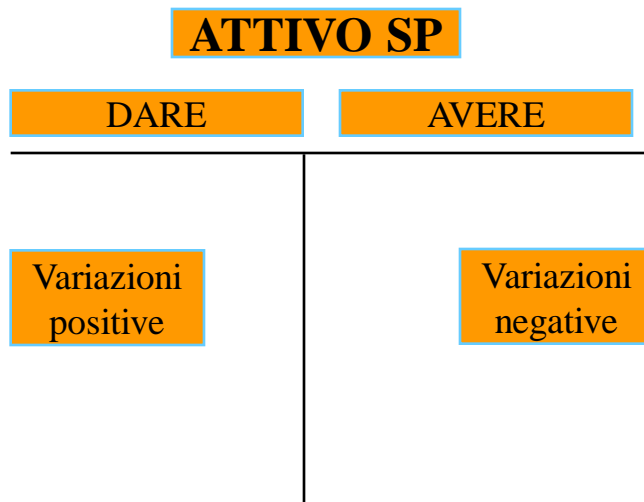 ATTIVO SP
DARE
AVERE
Variazioni
positive
Variazioni
negative